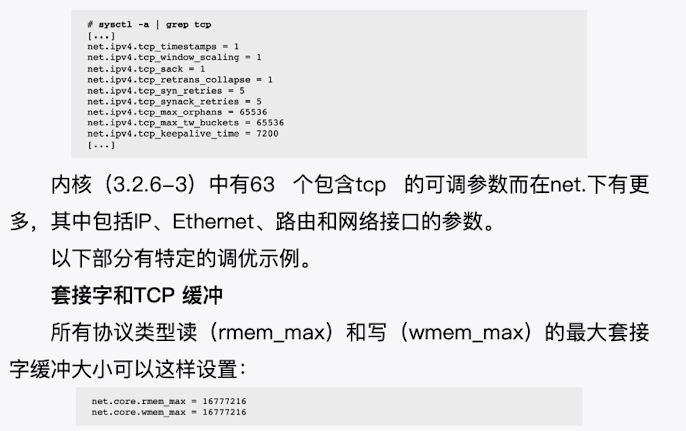 # sysctl -a | grep tcp
[...]
net.ipv4.tcp_timestamps = 1
net.ipv4.tcp_window_scaling = 1
net.ipv4.tcp_sack = 1
net.ipv4.tcp_retrans_collapse = 1
net.ipv4.tcp_syn_retries = 5
net.ipv4.tcp_synack_retries = 5
net.ipv4.tcp_max_orphans = 65536
net.ipv4.tcp_max_tw_buckets = 65536
net.ipv4.tcp_keepalive_time = 7200
[...]
内核（3.2.6-3）中有63 个包含tcp 的可调参数而在net.下有更
多，其中包括IP、Ethernet、路由和网络接口的参数。
以下部分有特定的调优示例。
套接字和TCP 缓冲
所有协议类型读（rmem_max）和写（wmem_max）的最大套接
字缓冲大小可以这样设置：
net.core.rmem_max = 16777216
net.core.wmem_max = 16777216